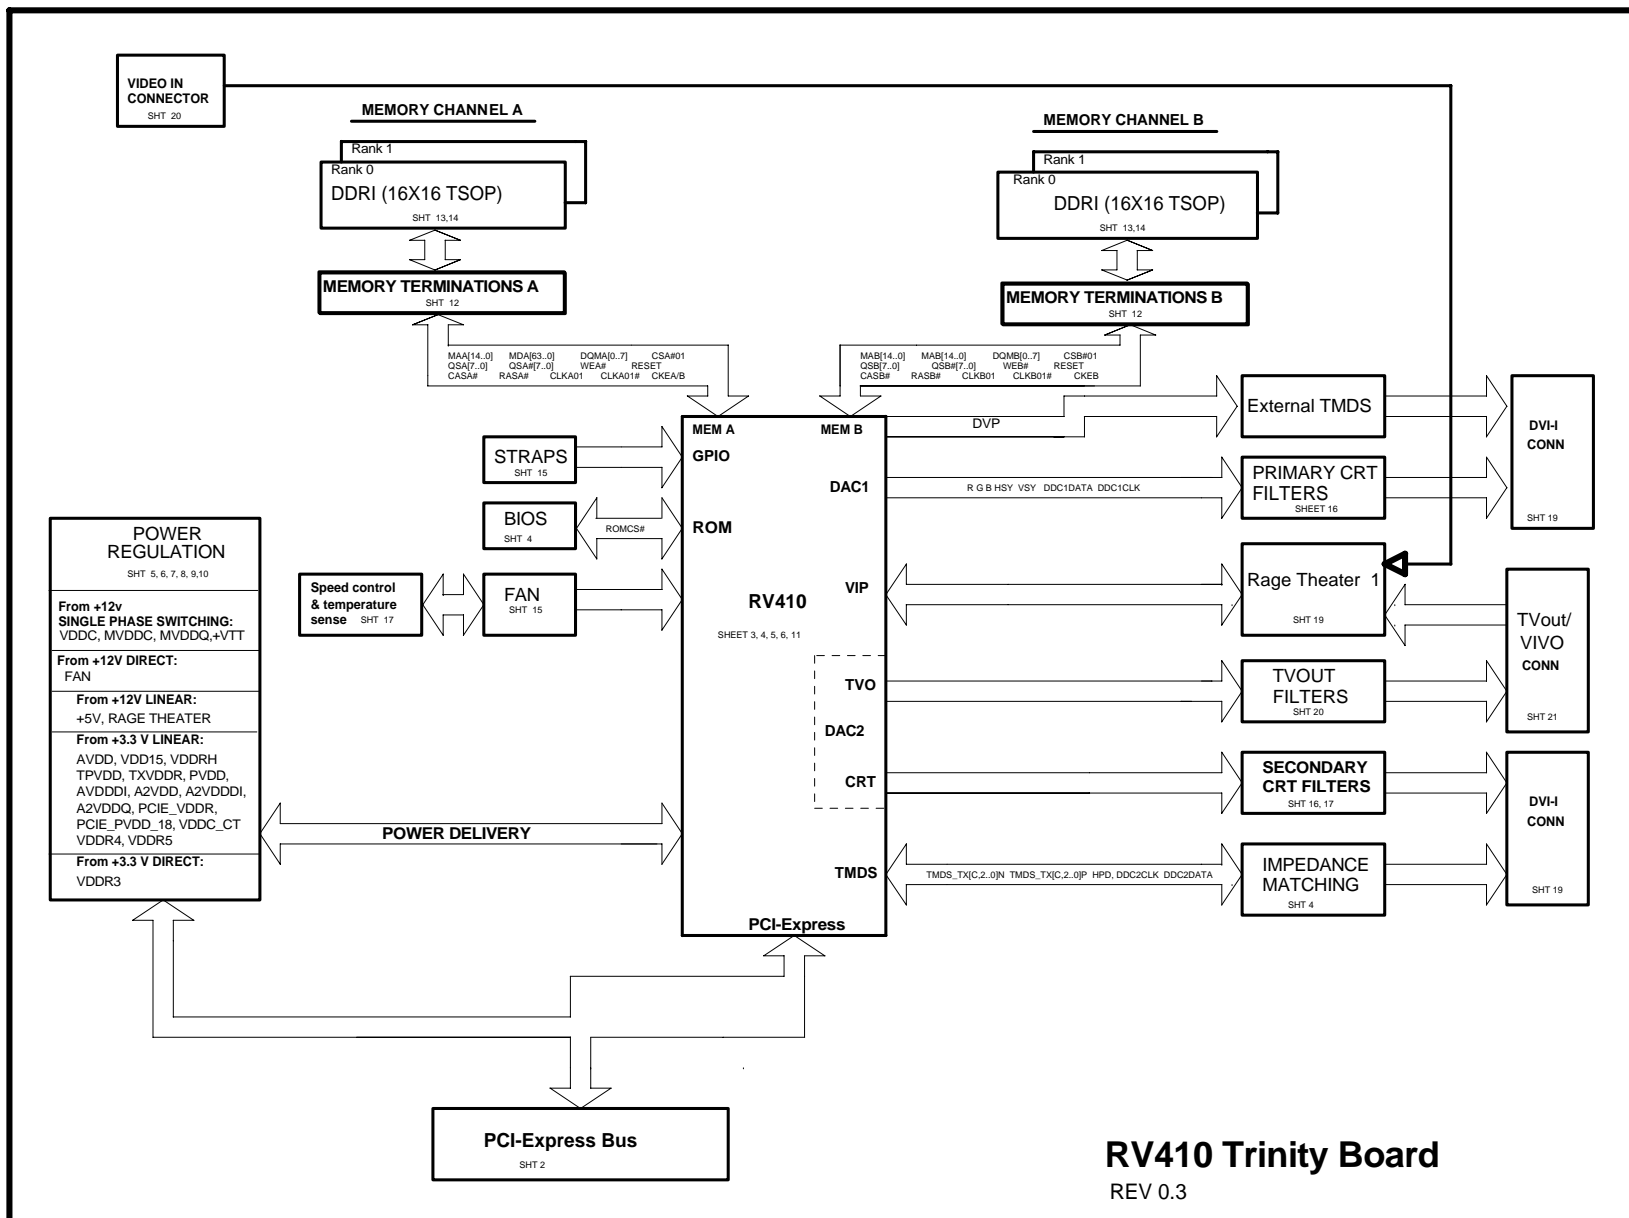 VIDEO IN
CONNECTOR
SHT 20
MEMORY CHANNEL A
Rank 1
Rank 0
DDRI (16X16 TSOP)
SHT 13,14
MEMORY TERMINATIONS A
SHT 12
MAA[14..0] MDA[63..0] DQMA[0..7] CSA#01
QSA[7..0] QSA#[7..0] WEA# RESET
CASA# RASA# CLKA01 CLKA01# CKEA/B
MEMORY CHANNEL B
Rank 1
Rank 0
DDRI (16X16 TSOP)
SHT 13,14
MEMORY TERMINATIONS B
SHT 12
MAB[14..0] MAB[14..0] DQMB[0..7] CSB#01
QSB[7..0] QSB#[7..0] WEB# RESET
CASB# RASB# CLKB01 CLKB01# CKEB
STRAPS
SHT 15
BIOS
SHT 4
ROMCS#
Speed control
& temperature
sense SHT 17
FAN
SHT 15
MEM A
MEM B
GPIO
DAC1
ROM
VIP
RV410
SHEET 3, 4, 5, 6, 11
TVO
DAC2
CRT
TMDS
PCI-Express
DVP
R G B HSY VSY DDC1DATA DDC1CLK
TMDS_TX[C,2..0]N TMDS_TX[C,2..0]P HPD, DDC2CLK DDC2DATA
External TMDS
PRIMARY CRT
FILTERS
SHEET 16
Rage Theater 1
SHT 19
TVOUT
FILTERS
SHT 20
SECONDARY
CRT FILTERS
SHT 16, 17
IMPEDANCE
MATCHING
SHT 4
DVI-I
CONN
SHT 19
TVout/
VIVO
CONN
SHT 21
DVI-I
CONN
SHT 19
POWER
REGULATION
SHT 5, 6, 7, 8, 9,10
From +12v
SINGLE PHASE SWITCHING:
VDDC, MVDDC, MVDDQ,+VTT
From +12V DIRECT:
FAN
From +12V LINEAR:
+5V, RAGE THEATER
From +3.3 V LINEAR:
AVDD, VDD15, VDDRH
TPVDD, TXVDDR, PVDD,
AVDDDI, A2VDD, A2VDDDI,
A2VDDQ, PCIE_VDDR,
PCIE_PVDD_18, VDDC_CT
VDDR4, VDDR5
From +3.3 V DIRECT:
VDDR3
POWER DELIVERY
PCI-Express Bus
SHT 2
RV410 Trinity Board
REV 0.3